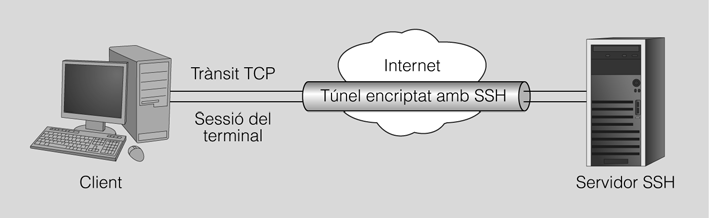 Trànsit TCP
Internet
Túnel encriptat amb SSH
Sessió del
terminal
Client
Servidor SSH